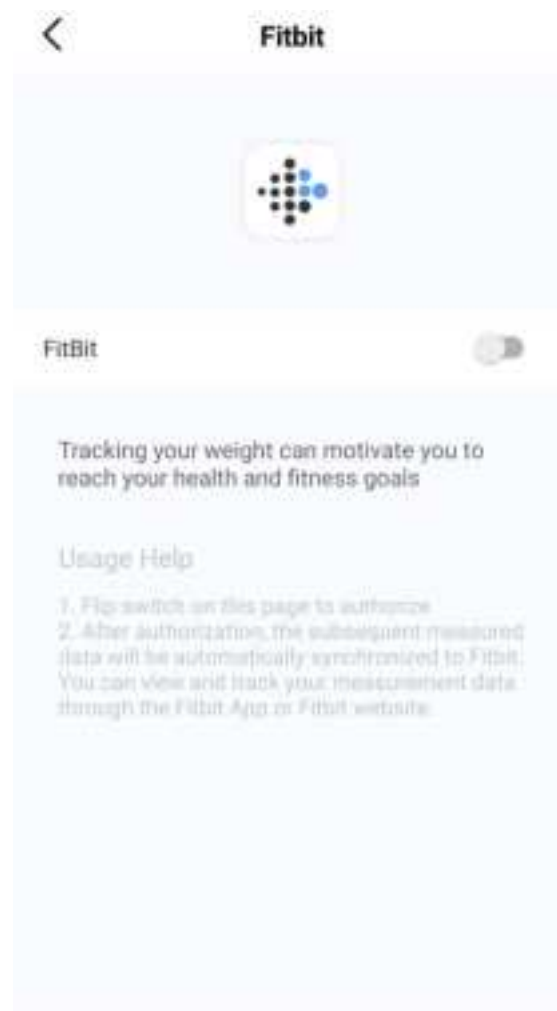 Fitbit
FitBit
Tracking your weight can motivate you to
reach your health and fitness goals
Usage Help
1. Flip switch on this page to authorize
2. After authorization, the subsequent measured
data will be automatically synchronized to Fitbit.
You can view and track your measurement data
through the Fitbit App or Fitbit website.